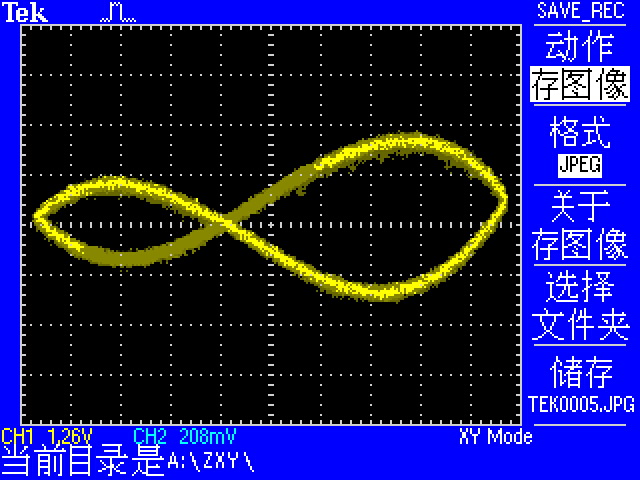 Tek SAVE_REC
动作
存图像
格式
JPEG
关于
存图像
选择
文件夹
储存
TEK0005.JPG
CH1 1.26V CH2 208mV XY Mode
当前目录是A:\ZXY\